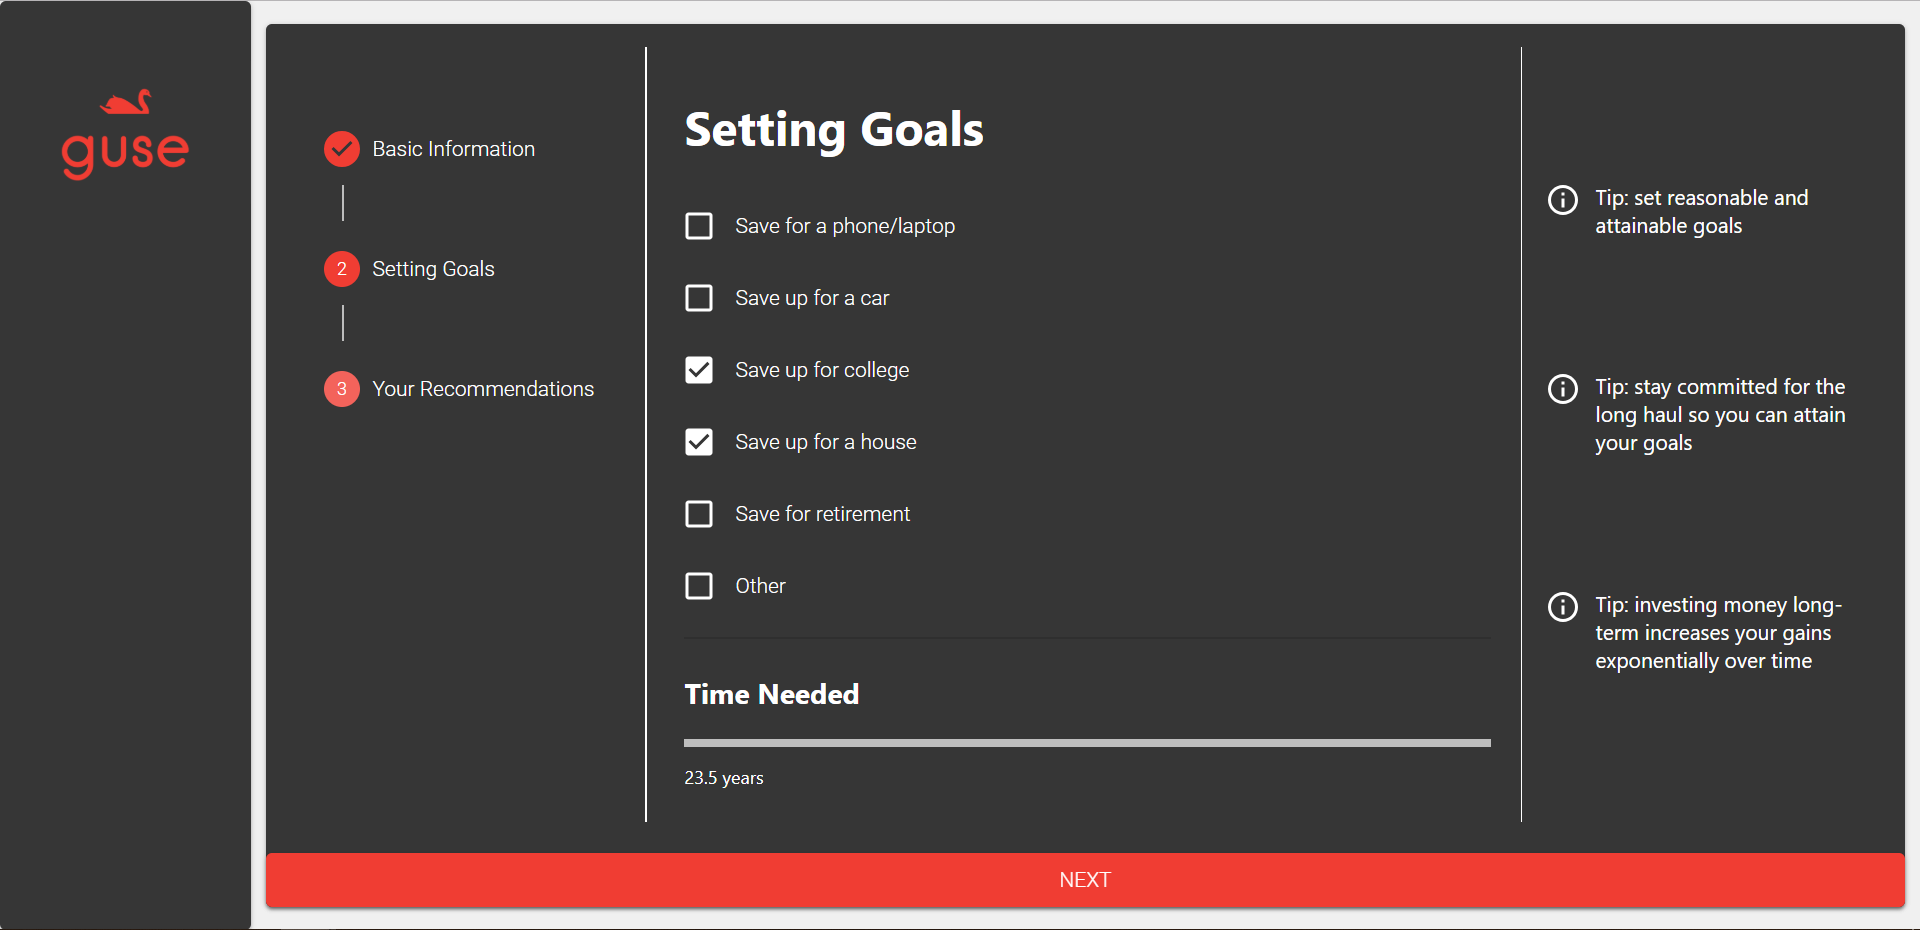 guse
Basic Information
2 Setting Goals
3 Your Recommendations
Setting Goals
Save for a phone/laptop
Save up for a car
Save up for college
Save up for a house
Save for retirement
Other
Time Needed
23.5 years
Tip: set reasonable and
attainable goals
Tip: stay committed for the
long haul so you can attain
your goals
Tip: investing money long-
term increases your gains
exponentially over time
NEXT